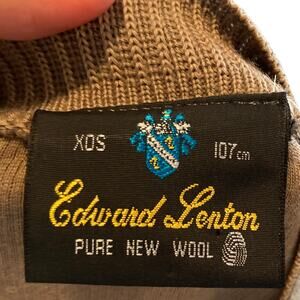 XOS 107cm
Edward Lenton
PURE NEW WOOL